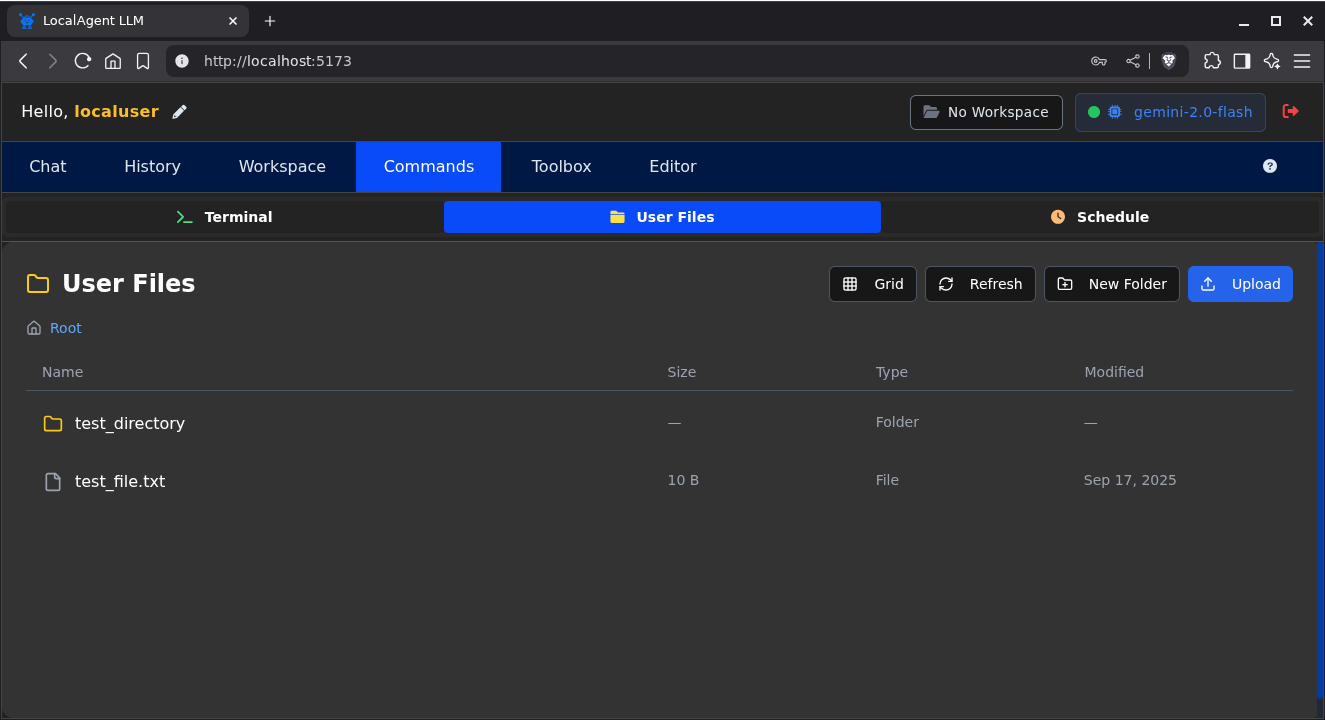 LocalAgent LLM
http://localhost:5173
Hello, localuser
No Workspace
gemini-2.0-flash
Chat History Workspace Commands Toolbox Editor
Terminal User Files Schedule
User Files
Grid Refresh New Folder Upload
Root
Name Size Type Modified
test_directory — Folder —
test_file.txt 10 B File Sep 17, 2025